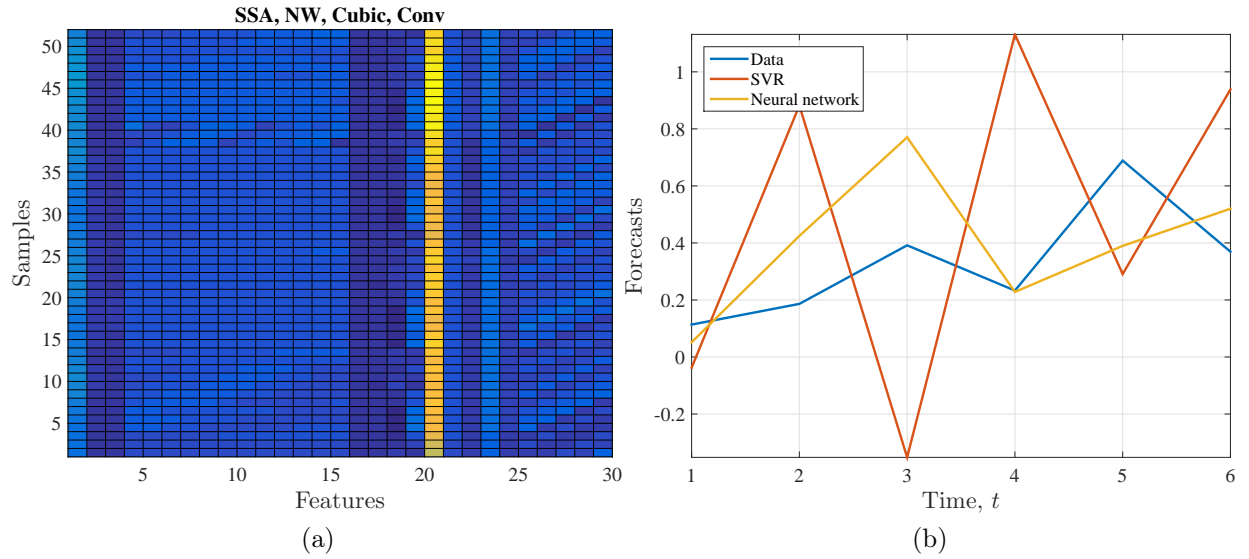 SSA, NW, Cubic, Conv
50
45
40
35
30
25
20
15
10
5
Samples
5 10 15 20 25 30
Features
(a)
Data
SVR
Neural network
1
0.8
0.6
0.4
0.2
0
-0.2
Forecasts
1 2 3 4 5 6
Time, t
(b)